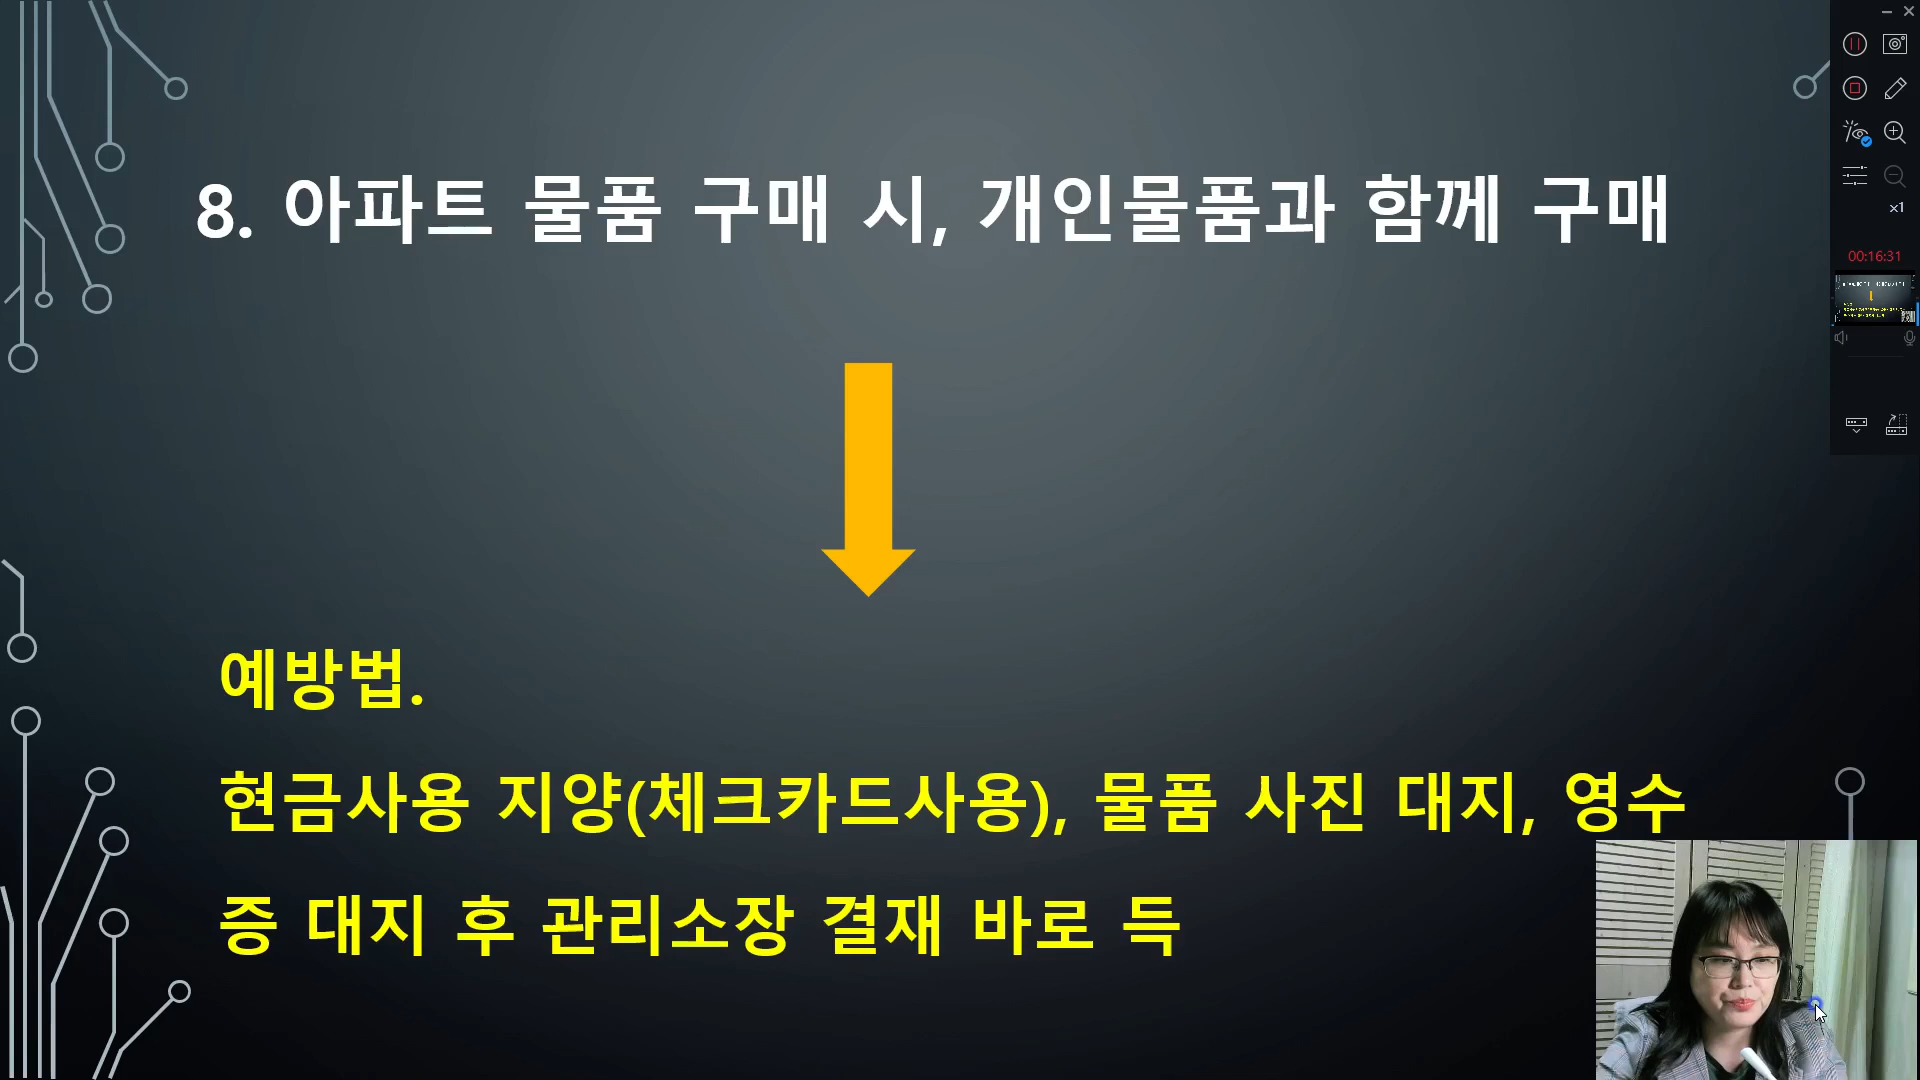 8. 아파트 물품 구매 시, 개인물품과 함께 구매
x1
00:16:31
예방법.
현금사용 지양(체크카드사용), 물품 사진 대지, 영수
증 대지 후 관리소장 결재 바로 득